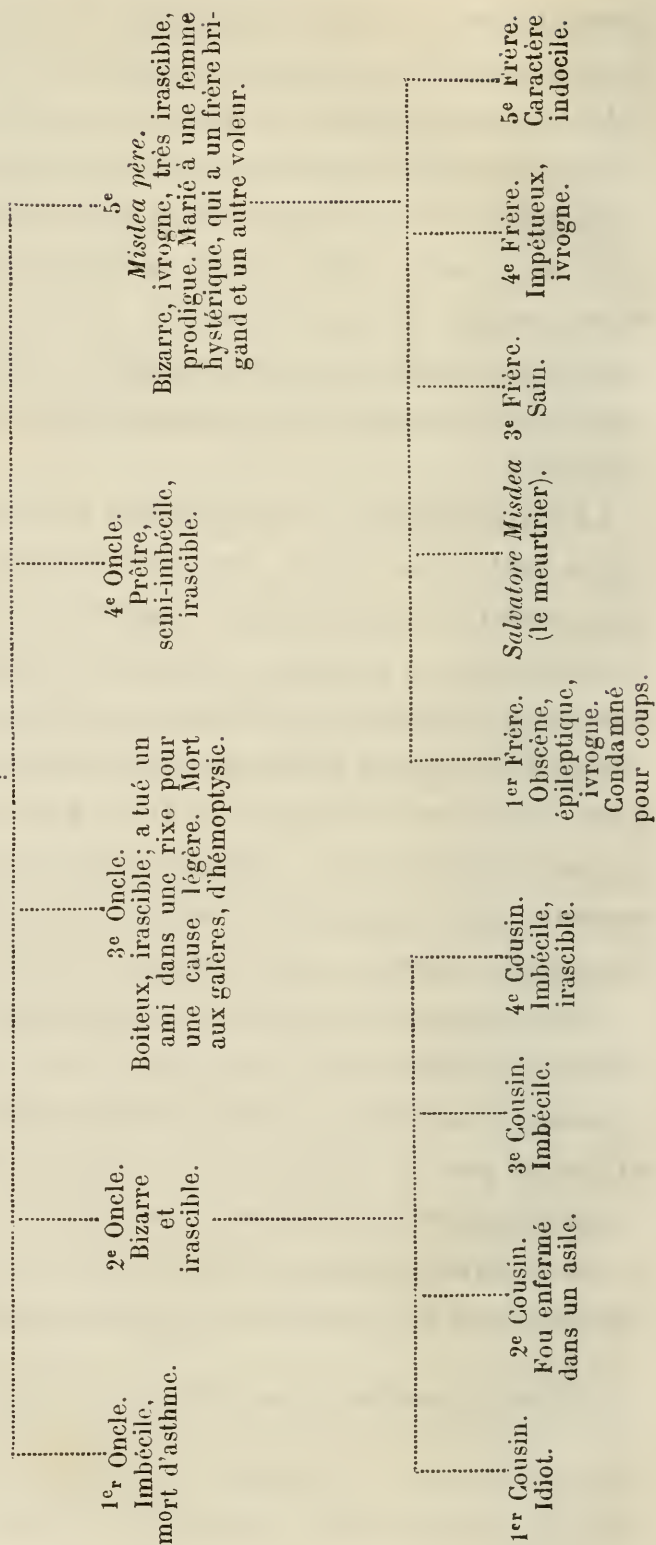 1er Oncle.
Imbécile,
mort d'asthme.
2e Oncle.
Bizarre
et
irascible.
3e Oncle.
Boiteux, irascible; a tué un
ami dans une rixe pour
une cause légère. Mort
aux galères, d'hémoptysie.
4e Oncle.
Prêtre,
semi-imbécile,
irascible.
5e
Misdea père.
Bizarre, ivrogne, très irascible,
prodigue. Marié à une femme
hystérique, qui a un frère bri-
gand et un autre voleur.
1er Cousin.
Idiot.
2e Cousin.
Fou enfermé
dans un asile.
3e Cousin.
Imbécile.
4e Cousin.
Imbécile,
irascible.
1er Frère.
Obscène,
épileptique,
ivrogue.
Condamné
pour coups.
Salvatore Misdea
(le meurtrier).
3e Frère.
Sain.
4e Frère.
Impétueux,
ivrogne.
5e Frère.
Caractère
indocile.